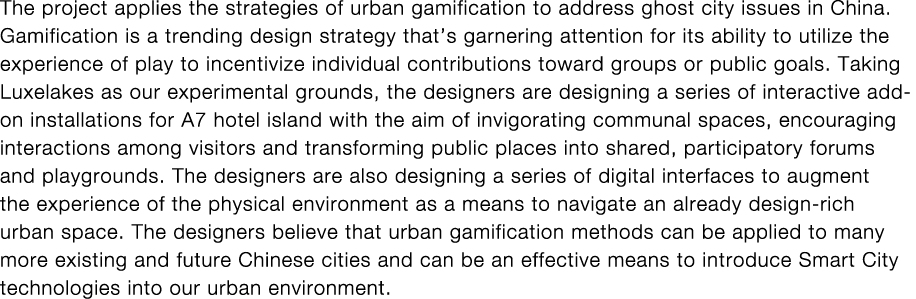 The project applies the strategies of urban gamification to address ghost city issues in China.
Gamification is a trending design strategy that's garnering attention for its ability to utilize the
experience of play to incentivize individual contributions toward groups or public goals. Taking
Luxelakes as our experimental grounds, the designers are designing a series of interactive add-
on installations for A7 hotel island with the aim of invigorating communal spaces, encouraging
interactions among visitors and transforming public places into shared, participatory forums
and playgrounds. The designers are also designing a series of digital interfaces to augment
the experience of the physical environment as a means to navigate an already design-rich
urban space. The designers believe that urban gamification methods can be applied to many
more existing and future Chinese cities and can be an effective means to introduce Smart City
technologies into our urban environment.